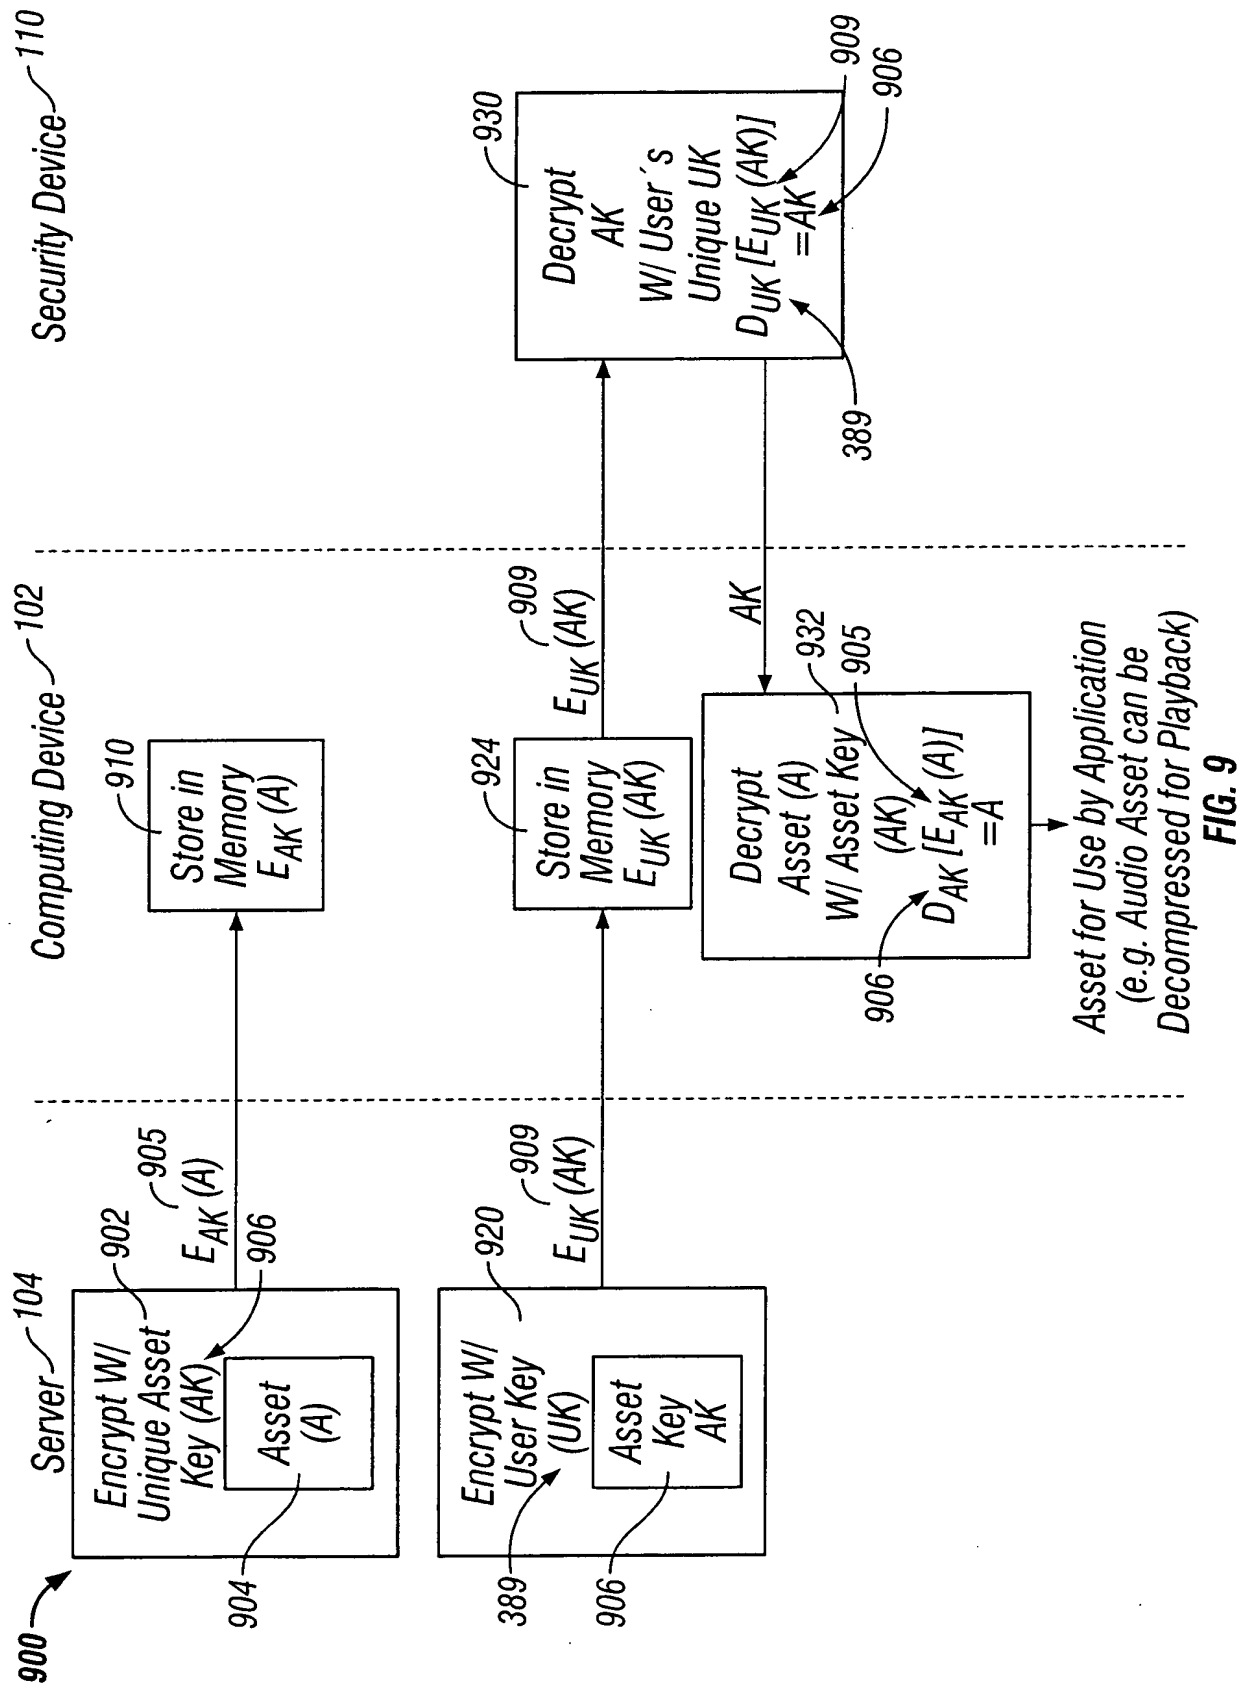 900
Server 104
Encrypt W/
Unique Asset
Key (AK)
902
906
Asset
(A)
904
905
E_AK (A)
Encrypt W/
User Key
(UK)
920
389
Asset
Key
AK
906
909
E_UK (AK)
Computing Device 102
910
Store in
Memory
E_AK (A)
924
Store in
Memory
E_UK (AK)
909
E_UK (AK)
AK
Decrypt
Asset (A)
W/ Asset Key
(AK)
D_AK [E_AK (A)]
=A
932
905
906
Asset for Use by Application
(e.g. Audio Asset can be
Decompressed for Playback)
Security Device 110
930
Decrypt
AK
W/ User´s
Unique UK
D_UK [E_UK (AK)]
=AK
389
909
906
FIG. 9